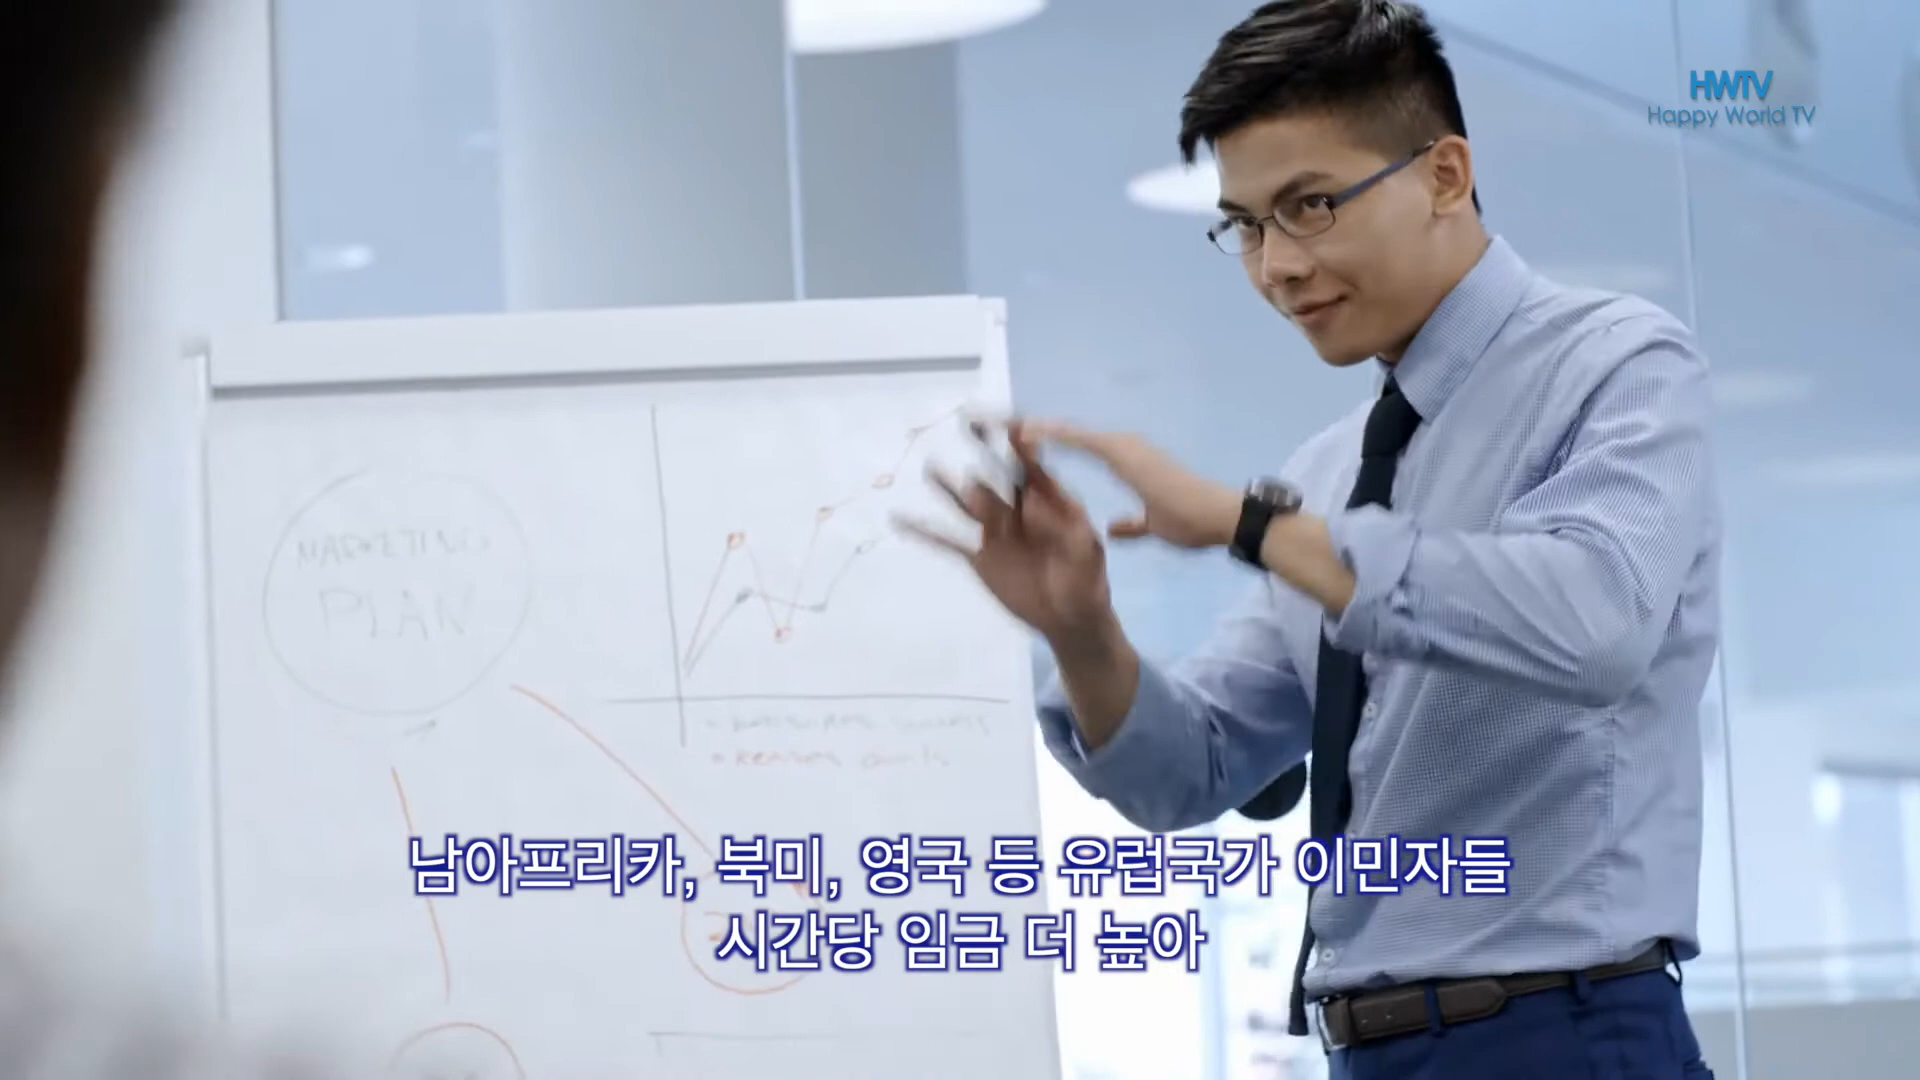 HWTV
Happy World TV
MARKETING
PLAN
남아프리카, 북미, 영국 등 유럽국가 이민자들
시간당 임금 더 높아